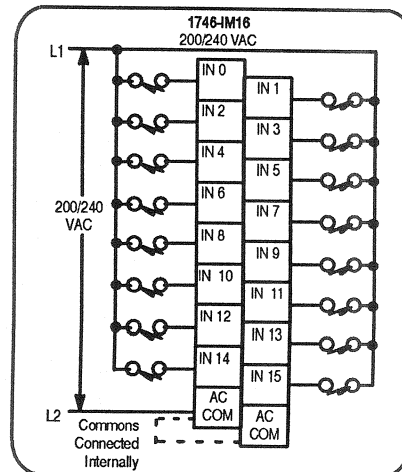 1746-IM16
200/240 VAC
L1
IN 0
IN 1
IN 2
IN 3
IN 4
IN 5
IN 6
IN 7
200/240
VAC
IN 8
IN 9
IN 10
IN 11
IN 12
IN 13
IN 14
IN 15
AC
COM
AC
COM
L2
Commons
Connected
Internally